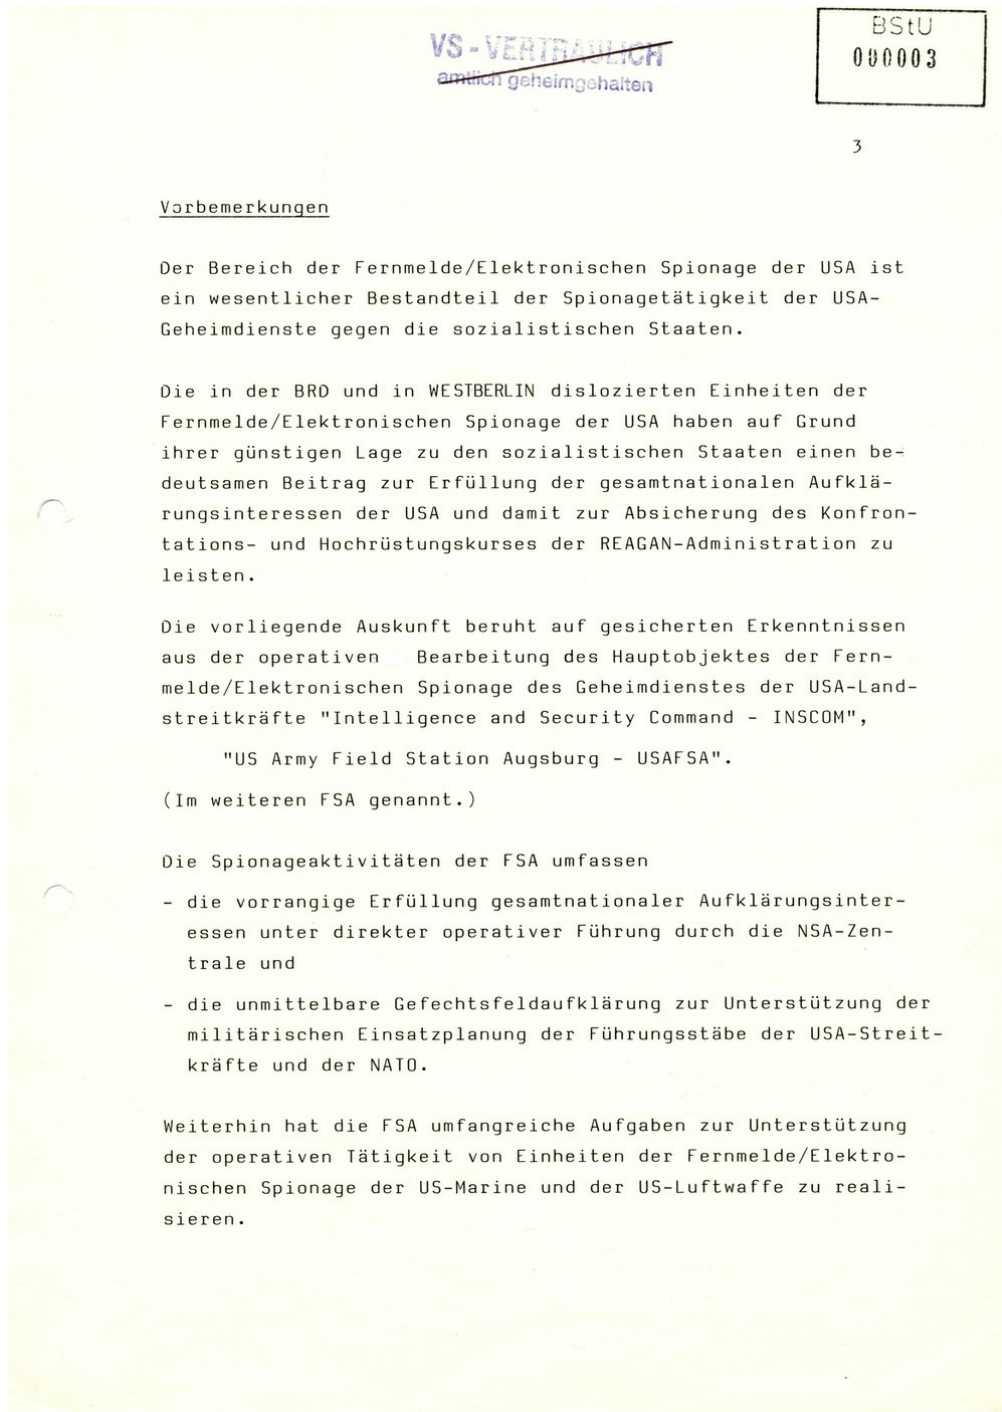 BStU
000003
VS - VERTRAULICH
amtlich geheimgehalten
3
Vorbemerkungen
Der Bereich der Fernmelde/Elektronischen Spionage der USA ist
ein wesentlicher Bestandteil der Spionagetätigkeit der USA-
Geheimdienste gegen die sozialistischen Staaten.
Die in der BRD und in WESTBERLIN dislozierten Einheiten der
Fernmelde/Elektronischen Spionage der USA haben auf Grund
ihrer günstigen Lage zu den sozialistischen Staaten einen be-
deutsamen Beitrag zur Erfüllung der gesamtnationalen Aufklä-
rungsinteressen der USA und damit zur Absicherung des Konfron-
tations- und Hochrüstungskurses der REAGAN-Administration zu
leisten.
Die vorliegende Auskunft beruht auf gesicherten Erkenntnissen
aus der operativen Bearbeitung des Hauptobjektes der Fern-
melde/Elektronischen Spionage des Geheimdienstes der USA-Land-
streitkräfte "Intelligence and Security Command - INSCOM",
"US Army Field Station Augsburg - USAFSA".
(Im weiteren FSA genannt.)
Die Spionageaktivitäten der FSA umfassen
- die vorrangige Erfüllung gesamtnationaler Aufklärungsinter-
essen unter direkter operativer Führung durch die NSA-Zen-
trale und
- die unmittelbare Gefechtsfeldaufklärung zur Unterstützung der
militärischen Einsatzplanung der Führungsstäbe der USA-Streit-
kräfte und der NATO.
Weiterhin hat die FSA umfangreiche Aufgaben zur Unterstützung
der operativen Tätigkeit von Einheiten der Fernmelde/Elektro-
nischen Spionage der US-Marine und der US-Luftwaffe zu reali-
sieren.